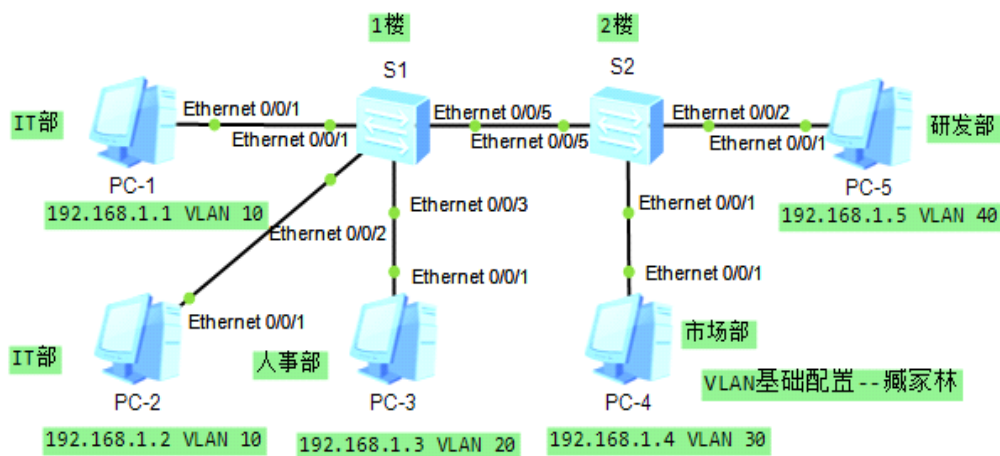 1楼
2楼
S1
S2
IT部
Ethernet 0/0/1
Ethernet 0/0/1
Ethernet 0/0/5
Ethernet 0/0/5
Ethernet 0/0/2
Ethernet 0/0/1
研发部
PC-1
PC-5
192.168.1.1 VLAN 10
192.168.1.5 VLAN 40
Ethernet 0/0/3
Ethernet 0/0/1
Ethernet 0/0/2
Ethernet 0/0/1
Ethernet 0/0/1
Ethernet 0/0/1
IT部
人事部
市场部
VLAN基础配置--臧家林
PC-2
PC-3
PC-4
192.168.1.2 VLAN 10
192.168.1.3 VLAN 20
192.168.1.4 VLAN 30